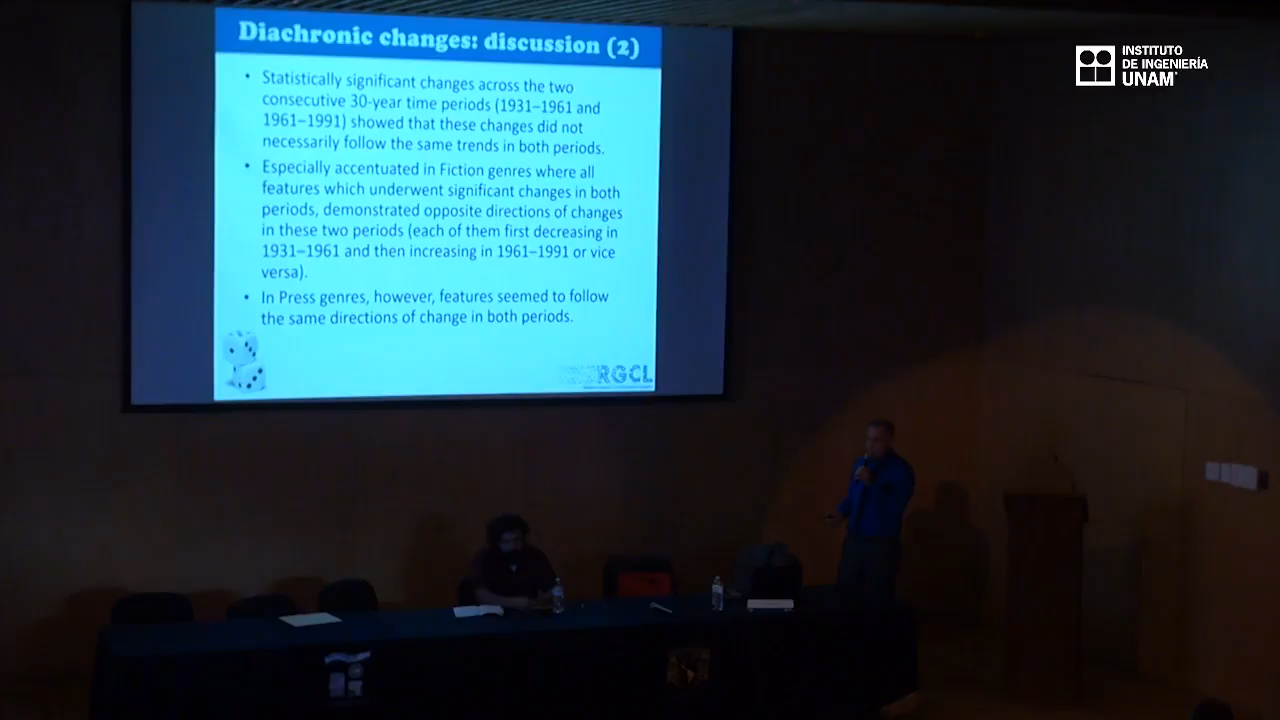 Diachronic changes: discussion (2)
• Statistically significant changes across the two
consecutive 30-year time periods (1931–1961 and
1961–1991) showed that these changes did not
necessarily follow the same trends in both periods.
• Especially accentuated in Fiction genres where all
features which underwent significant changes in both
periods, demonstrated opposite directions of changes
in these two periods (each of them first decreasing in
1931–1961 and then increasing in 1961–1991 or vice
versa).
• In Press genres, however, features seemed to follow
the same directions of change in both periods.
RGCL
INSTITUTO
DE INGENIERÍA
UNAM